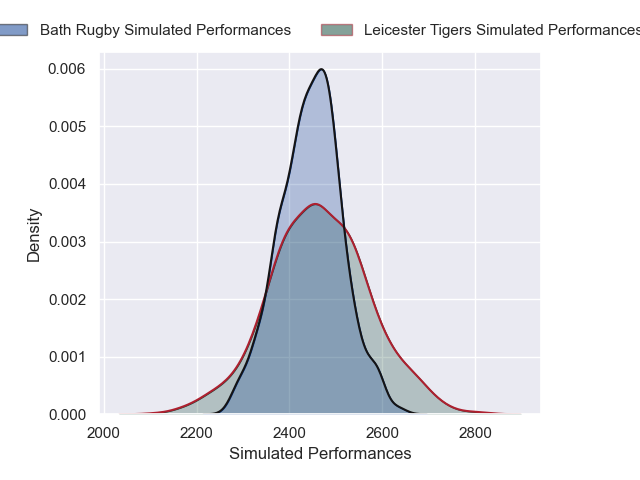 Bath Rugby Simulated Performances
Leicester Tigers Simulated Performances
0.006
0.005
0.004
0.003
0.002
0.001
0.000
Density
2000 2200 2400 2600 2800
Simulated Performances